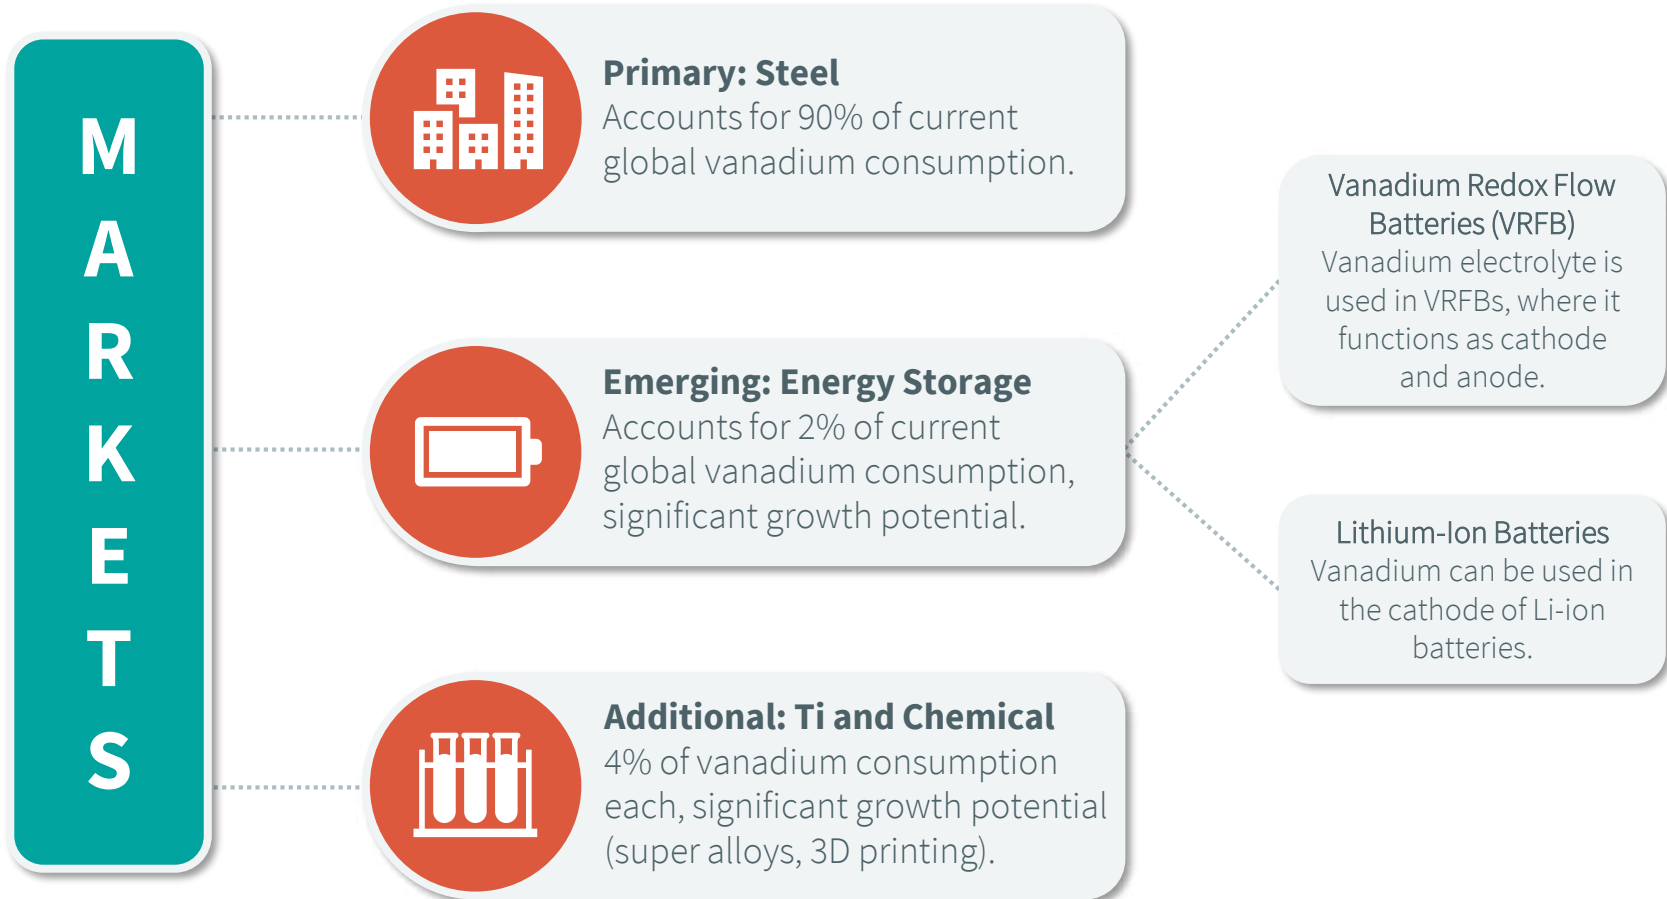 MARKETS
Primary: Steel
Accounts for 90% of current
global vanadium consumption.
Emerging: Energy Storage
Accounts for 2% of current
global vanadium consumption,
significant growth potential.
Additional: Ti and Chemical
4% of vanadium consumption
each, significant growth potential
(super alloys, 3D printing).
Vanadium Redox Flow
Batteries (VRFB)
Vanadium electrolyte is
used in VRFBs, where it
functions as cathode
and anode.
Lithium-Ion Batteries
Vanadium can be used in
the cathode of Li-ion
batteries.